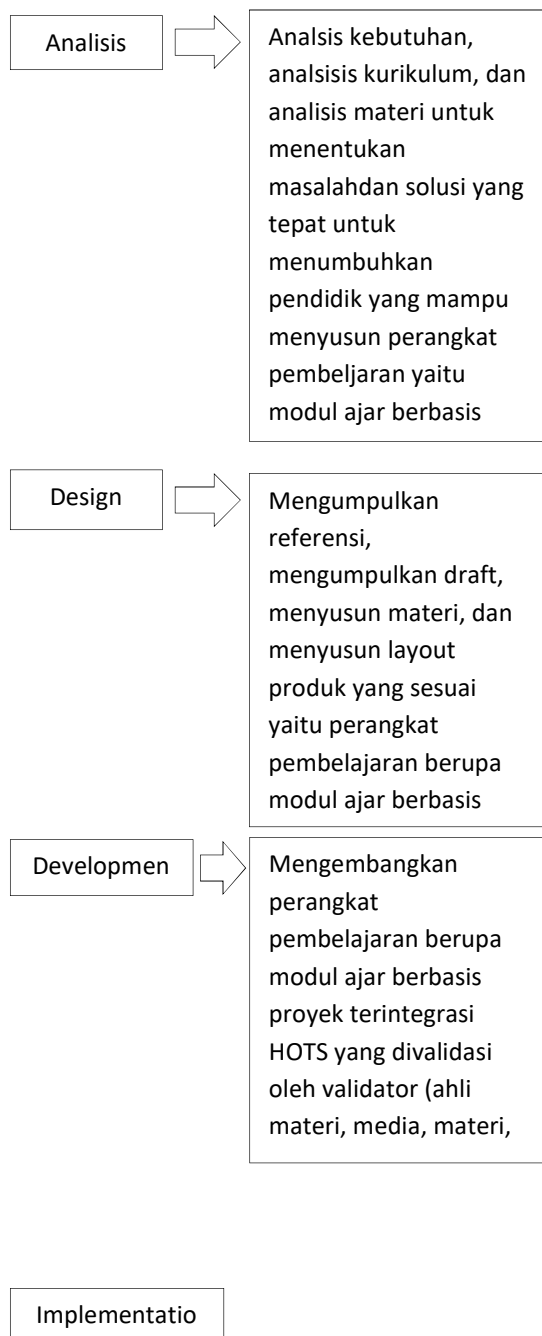 Analisis
Analsis kebutuhan,
analsisis kurikulum, dan
analisis materi untuk
menentukan
masalahdan solusi yang
tepat untuk
menumbuhkan
pendidik yang mampu
menyusun perangkat
pembeljaran yaitu
modul ajar berbasis
Design
Mengumpulkan
referensi,
mengumpulkan draft,
menyusun materi, dan
menyusun layout
produk yang sesuai
yaitu perangkat
pembelajaran berupa
modul ajar berbasis
Developmen
Mengembangkan
perangkat
pembelajaran berupa
modul ajar berbasis
proyek terintegrasi
HOTS yang divalidasi
oleh validator (ahli
materi, media, materi,
Implementatio